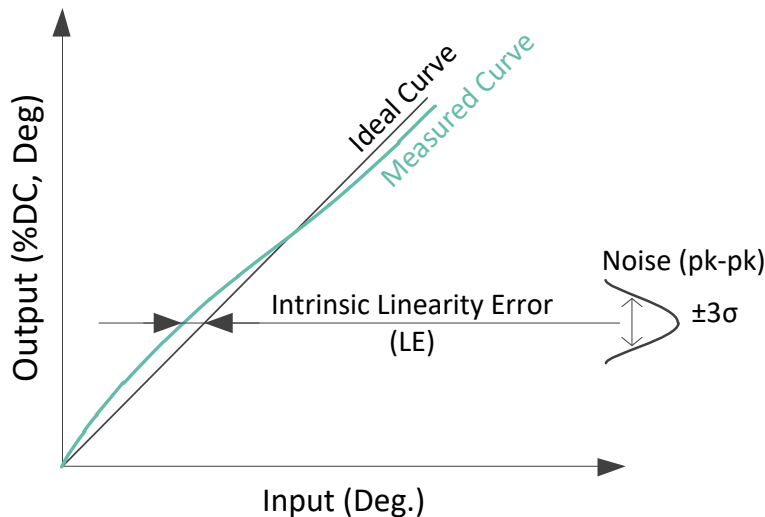 Output (%DC, Deg)
Ideal Curve
Measured Curve
Noise (pk-pk)
±3σ
Intrinsic Linearity Error
(LE)
Input (Deg.)